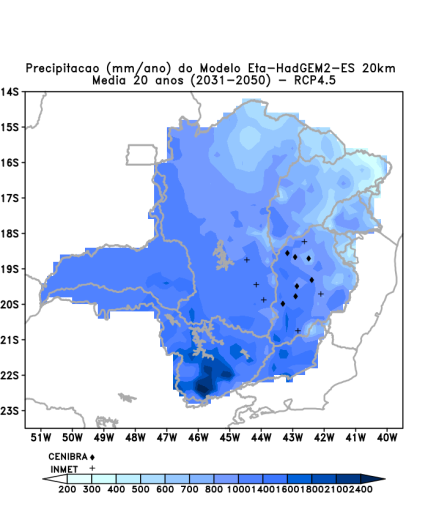 Precipitacao (mm/ano) do Modelo Eta-HadGEM2-ES 20km
Media 20 anos (2031-2050) - RCP4.5
14S
15S
16S
17S
18S
19S
20S
21S
22S
23S
51W 50W 49W 48W 47W 46W 45W 44W 43W 42W 41W 40W
CENIBRA
INMET
200 300 400 500 600 700 800 1000 1400 1600 1800 2100 2400